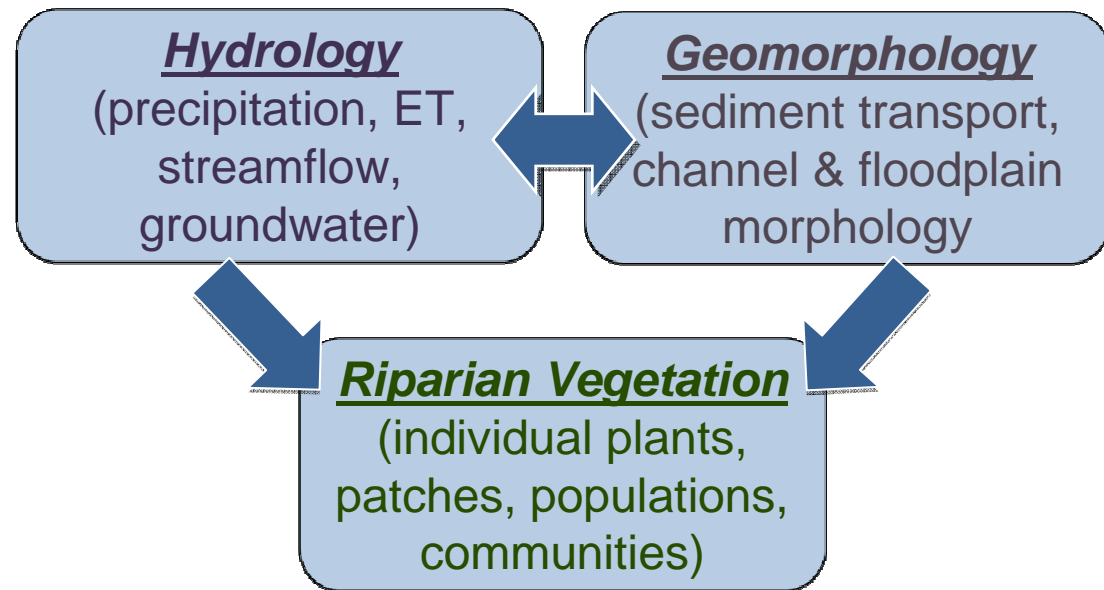 Hydrology
(precipitation, ET,
streamflow,
groundwater)
Geomorphology
(sediment transport,
channel & floodplain
morphology
Riparian Vegetation
(individual plants,
patches, populations,
communities)